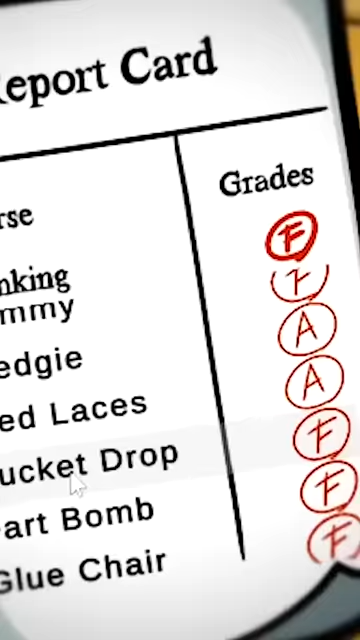 Report Card
Grades
rse
F
nking
F
mmy
A
edgie
A
ed Laces
F
ucket Drop
F
art Bomb
F
Glue Chair